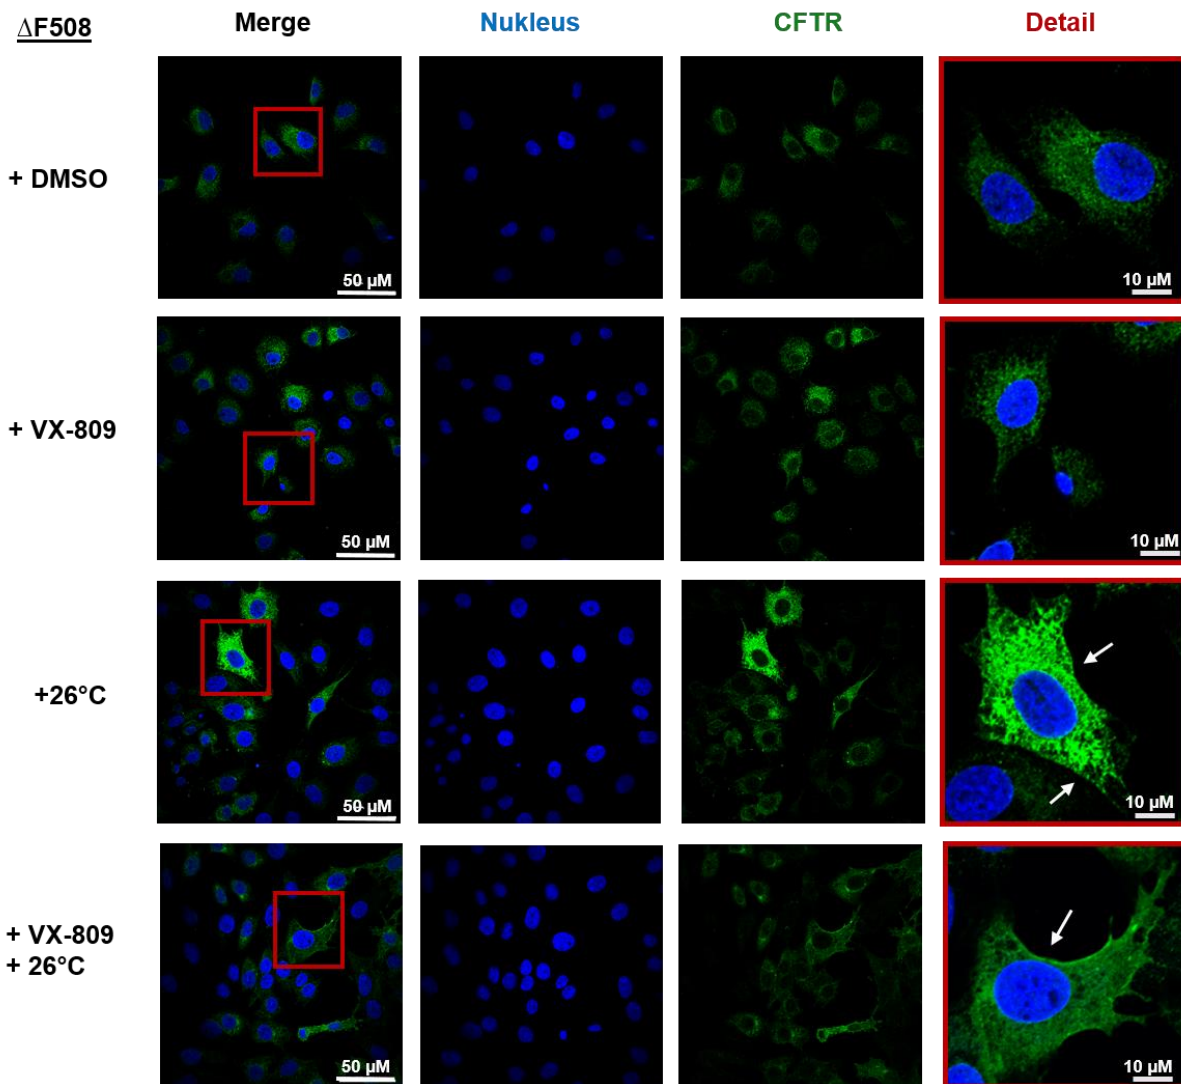 ∆F508
Merge
Nukleus
CFTR
Detail
+ DMSO
50 µM
10 µM
+ VX-809
50 µM
10 µM
+26°C
50 µM
10 µM
+ VX-809
+ 26°C
50 µM
10 µM